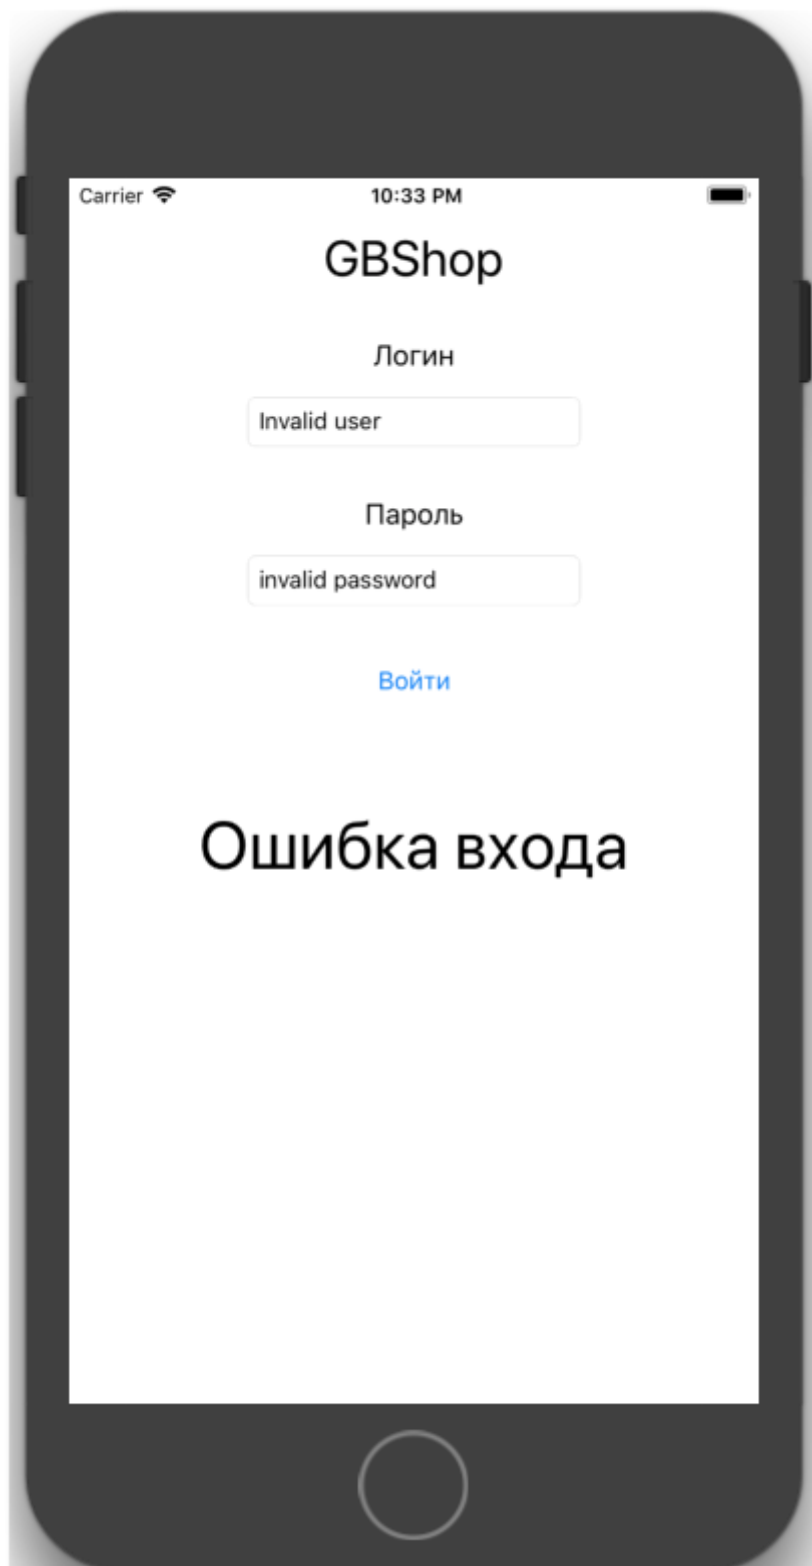 Carrier 10:33 PM
GBShop
Логин
Invalid user
Пароль
invalid password
Войти
Ошибка входа